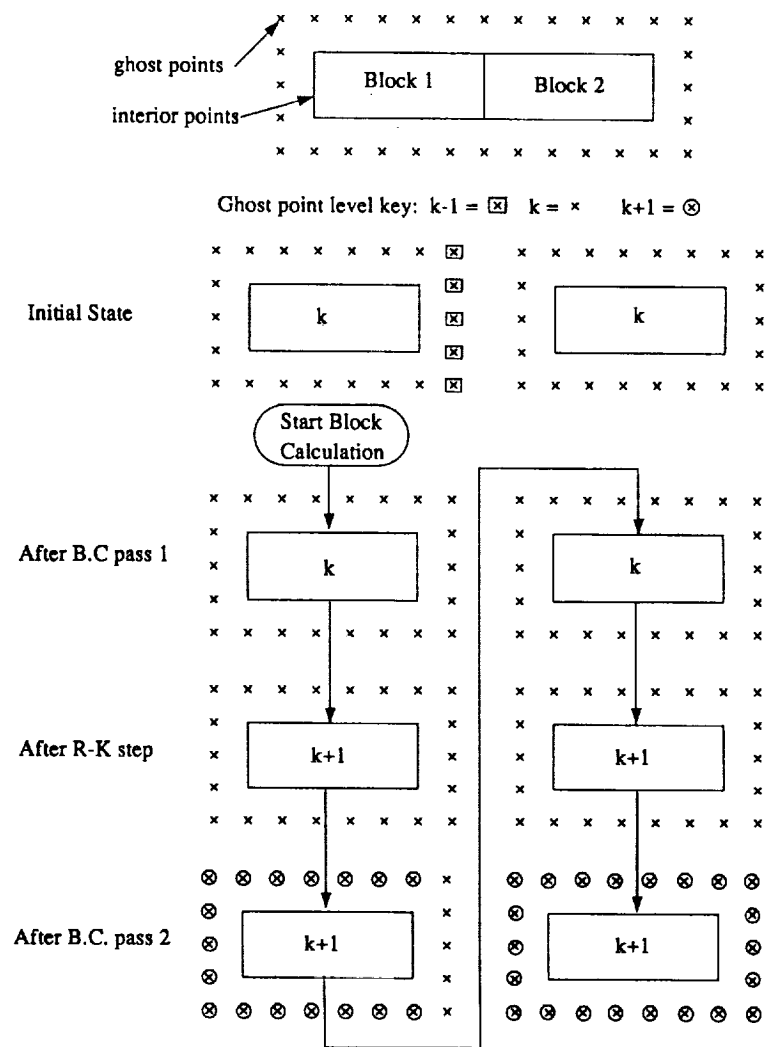 ghost points
Block 1
Block 2
interior points
Ghost point level key: k-1 = ☒ k = × k+1 = ⊗
Initial State
k
k
Start Block
Calculation
After B.C pass 1
k
k
After R-K step
k+1
k+1
After B.C. pass 2
k+1
k+1